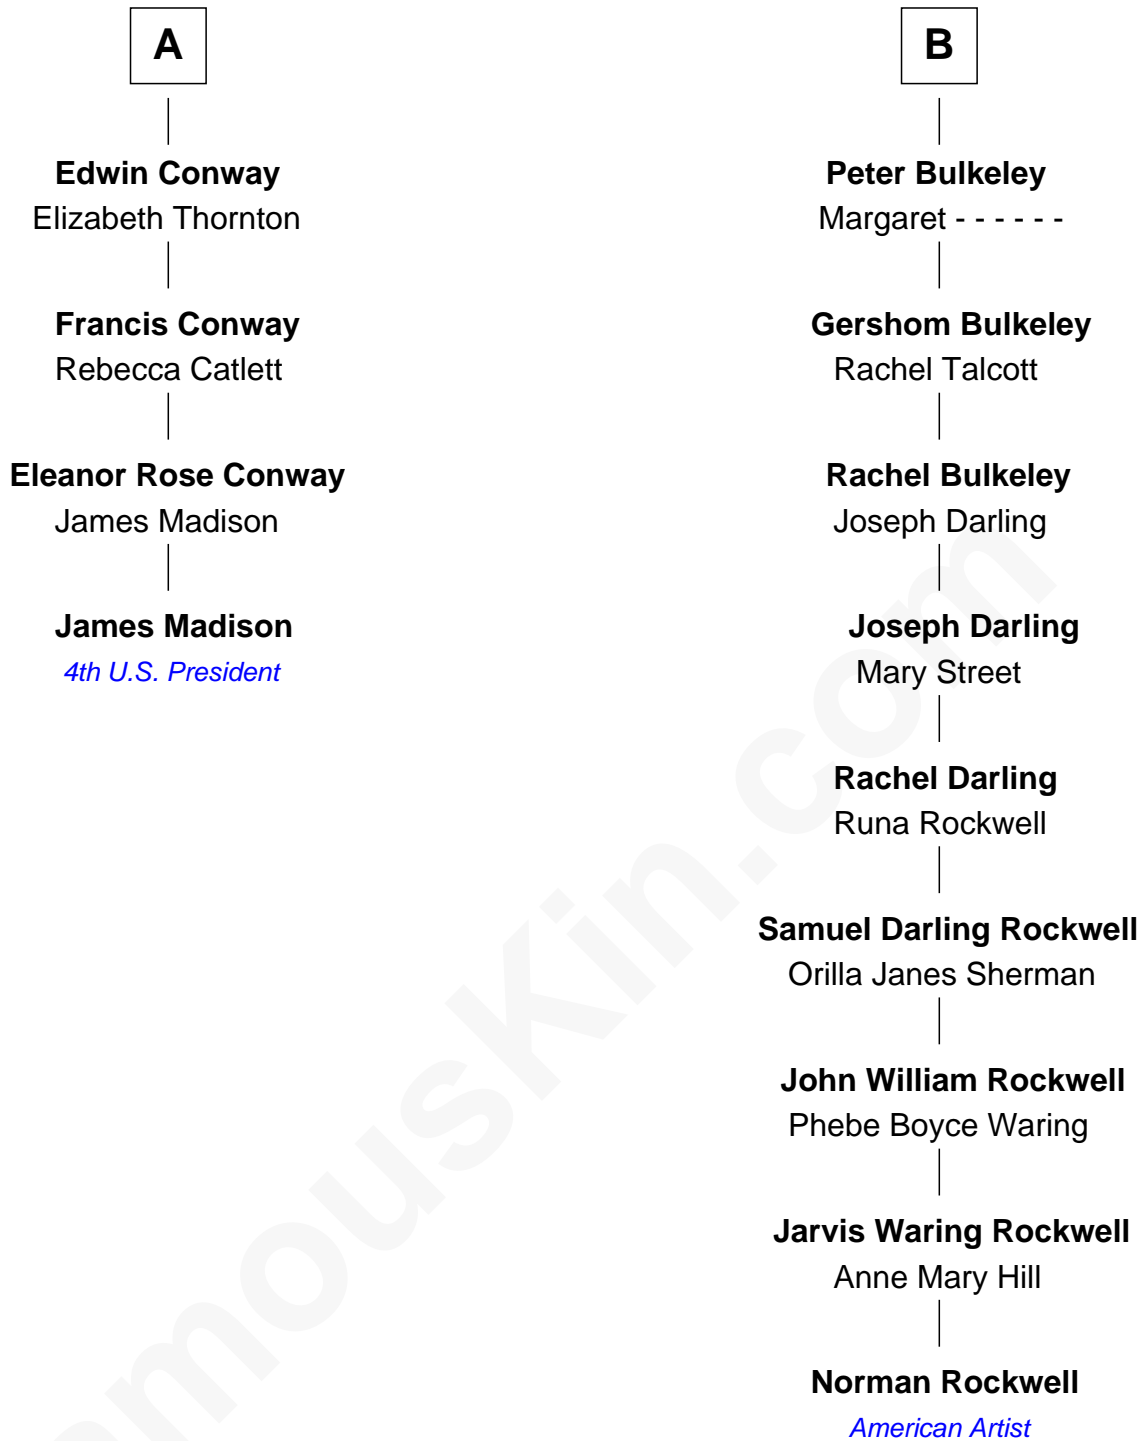 A
Edwin Conway
Elizabeth Thornton
Francis Conway
Rebecca Catlett
Eleanor Rose Conway
James Madison
James Madison
4th U.S. President
B
Peter Bulkeley
Margaret - - - - - -
Gershom Bulkeley
Rachel Talcott
Rachel Bulkeley
Joseph Darling
Joseph Darling
Mary Street
Rachel Darling
Runa Rockwell
Samuel Darling Rockwell
Orilla Janes Sherman
John William Rockwell
Phebe Boyce Waring
Jarvis Waring Rockwell
Anne Mary Hill
Norman Rockwell
American Artist
mousKin.com